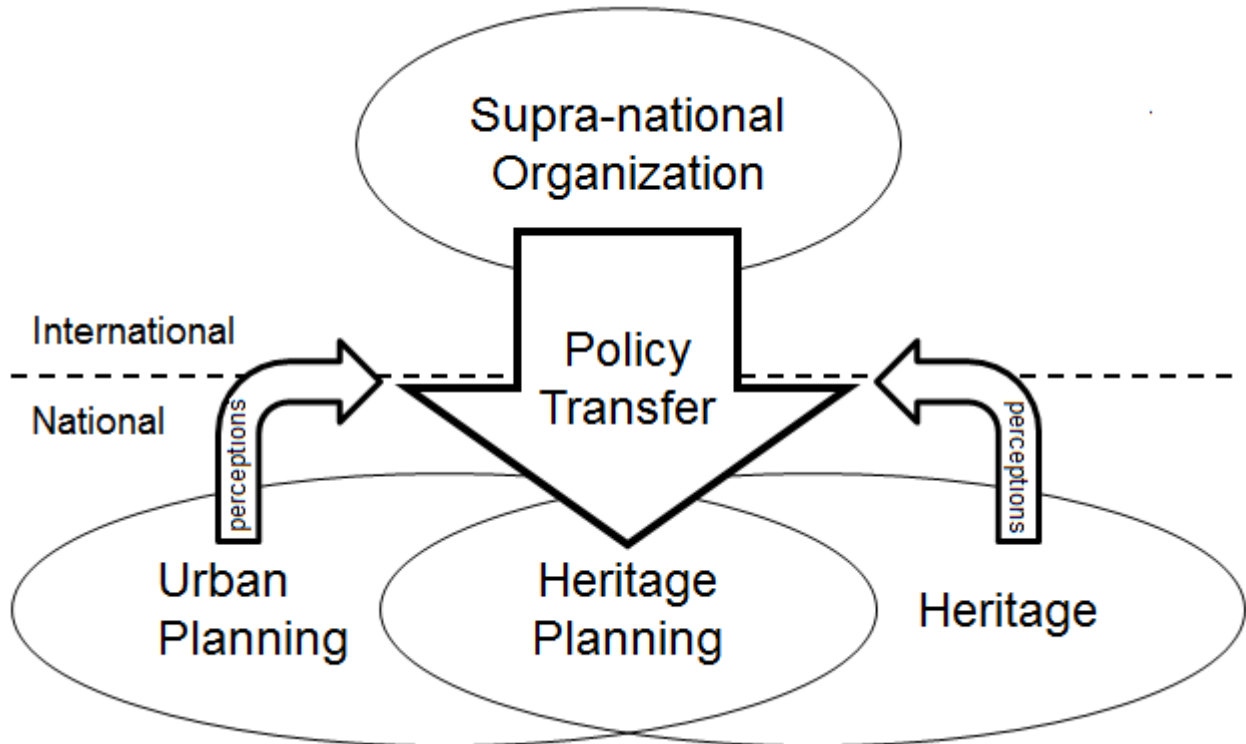 Supra-national
Organization
International
Policy
Transfer
National
perceptions
perceptions
Urban
Planning
Heritage
Planning
Heritage